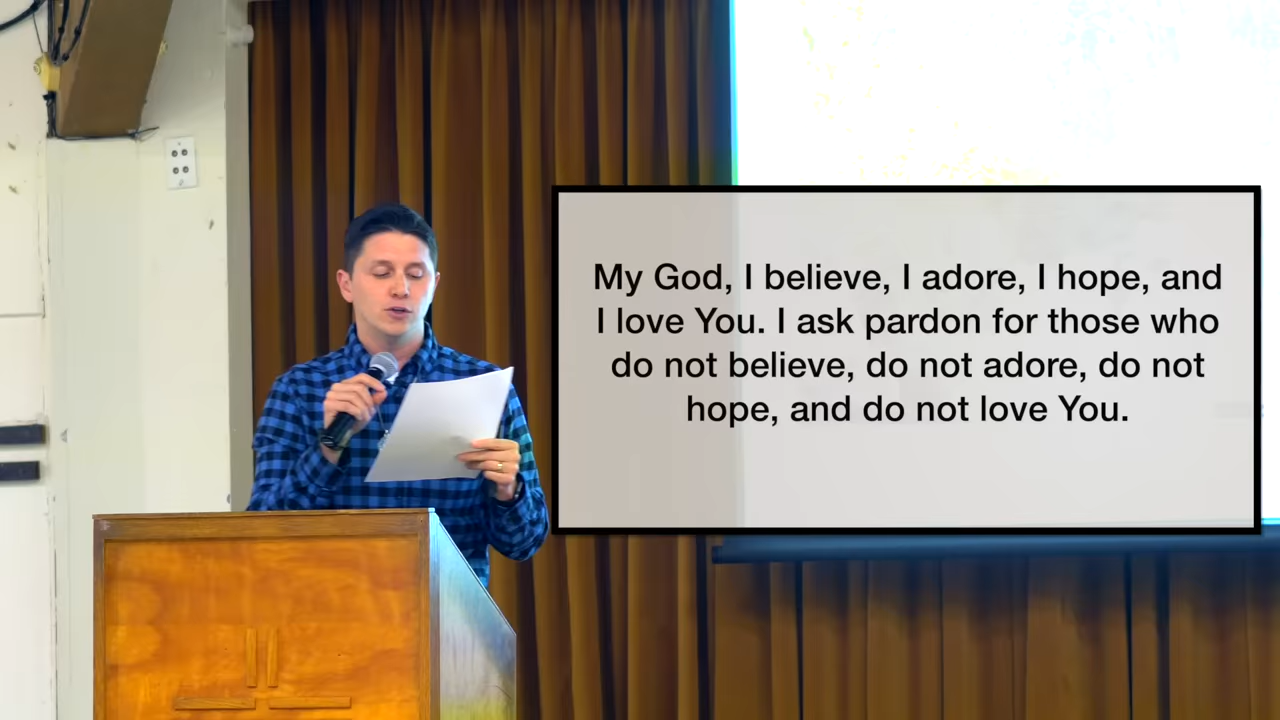 My God, I believe, I adore, I hope, and
I love You. I ask pardon for those who
do not believe, do not adore, do not
hope, and do not love You.